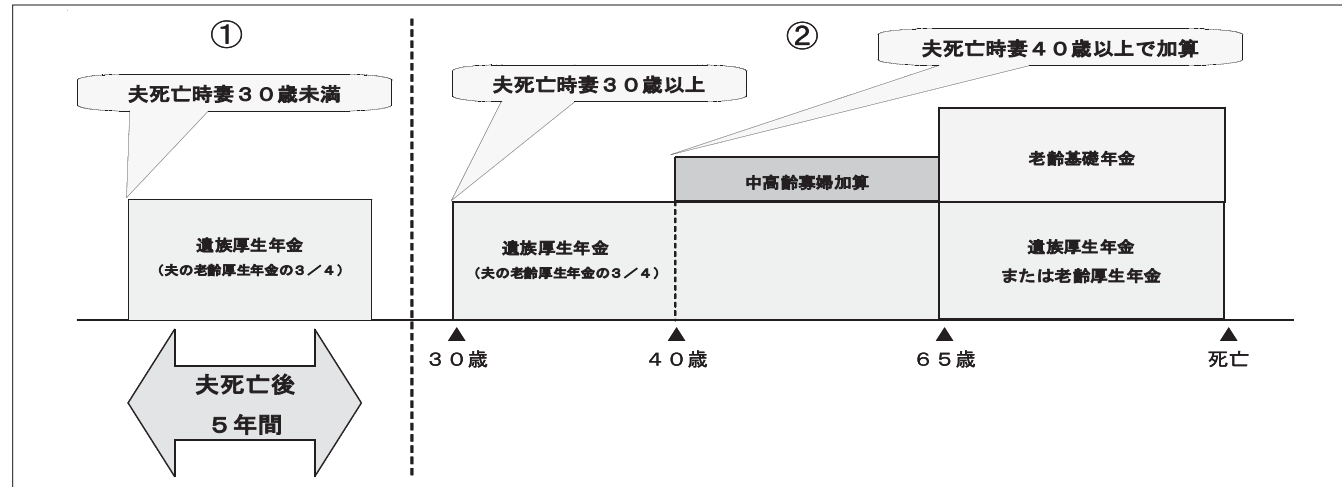 ①
夫死亡時妻３０歳未満
遺族厚生年金
（夫の老齢厚生年金の３／４）
夫死亡後
５年間
②
夫死亡時妻３０歳以上
夫死亡時妻４０歳以上で加算
中高齢寡婦加算
老齢基礎年金
遺族厚生年金
（夫の老齢厚生年金の３／４）
遺族厚生年金
または老齢厚生年金
３０歳
４０歳
６５歳
死亡